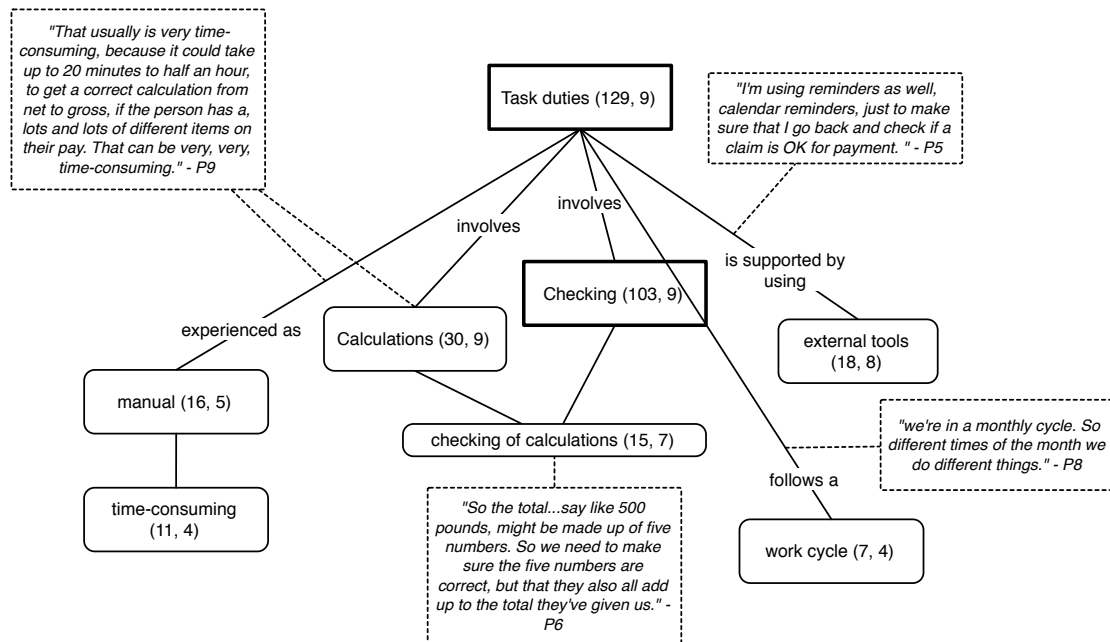 "That usually is very time-
consuming, because it could take
up to 20 minutes to half an hour,
to get a correct calculation from
net to gross, if the person has a,
lots and lots of different items on
their pay. That can be very, very,
time-consuming." - P9
Task duties (129, 9)
"I'm using reminders as well,
calendar reminders, just to make
sure that I go back and check if a
claim is OK for payment. " - P5
involves
involves
is supported by
using
experienced as
Calculations (30, 9)
Checking (103, 9)
external tools
(18, 8)
manual (16, 5)
checking of calculations (15, 7)
"we're in a monthly cycle. So
different times of the month we
do different things." - P8
follows a
time-consuming
(11, 4)
"So the total...say like 500
pounds, might be made up of five
numbers. So we need to make
sure the five numbers are
correct, but that they also all add
up to the total they've given us." -
P6
work cycle (7, 4)